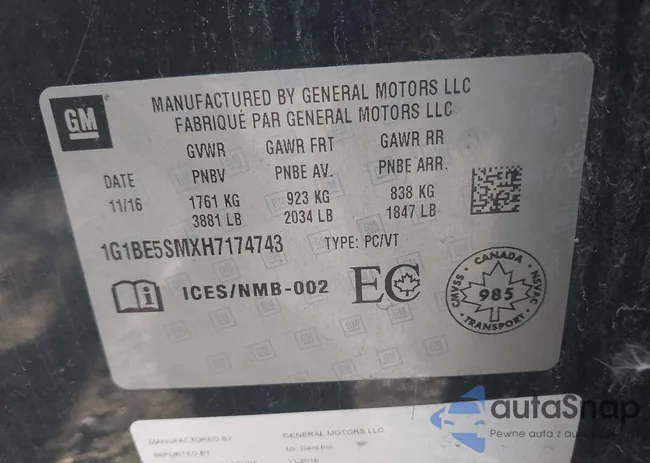 GM
MANUFACTURED BY GENERAL MOTORS LLC
FABRIQUÉ PAR GENERAL MOTORS LLC
GVWR GAWR FRT GAWR RR
DATE PNBV PNBE AV. PNBE ARR.
11/16 1761 KG 923 KG 838 KG
3881 LB 2034 LB 1847 LB
1G1BE5SMXH7174743 TYPE: PC/VT
ICES/NMB-002 EC
CANADA
CMVSS 985 NSVAC
TRANSPORT
MANUFACTURED BY GENERAL MOTORS LLC
IMPORTED BY
11-2016
autoSnap
Pewne auta z a